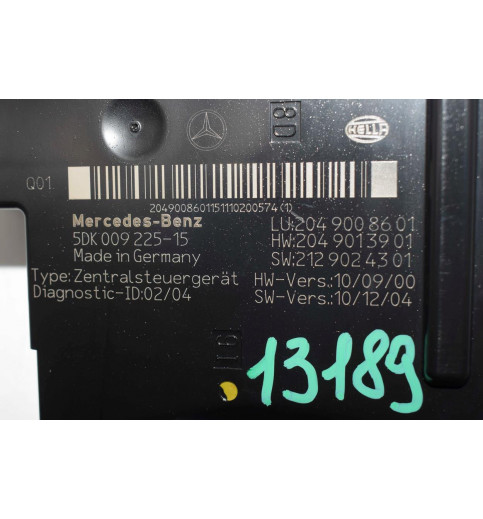 8D
HELLA
Q01
2049008601151110200574(1)
Mercedes-Benz LU:204 900 86 01
5DK 009 225-15 HW:204 901 39 01
Made in Germany SW:212 902 43 01
Type:Zentralsteuergerät HW-Vers.:10/09/00
Diagnostic-ID:02/04 SW-Vers.:10/12/04
13189